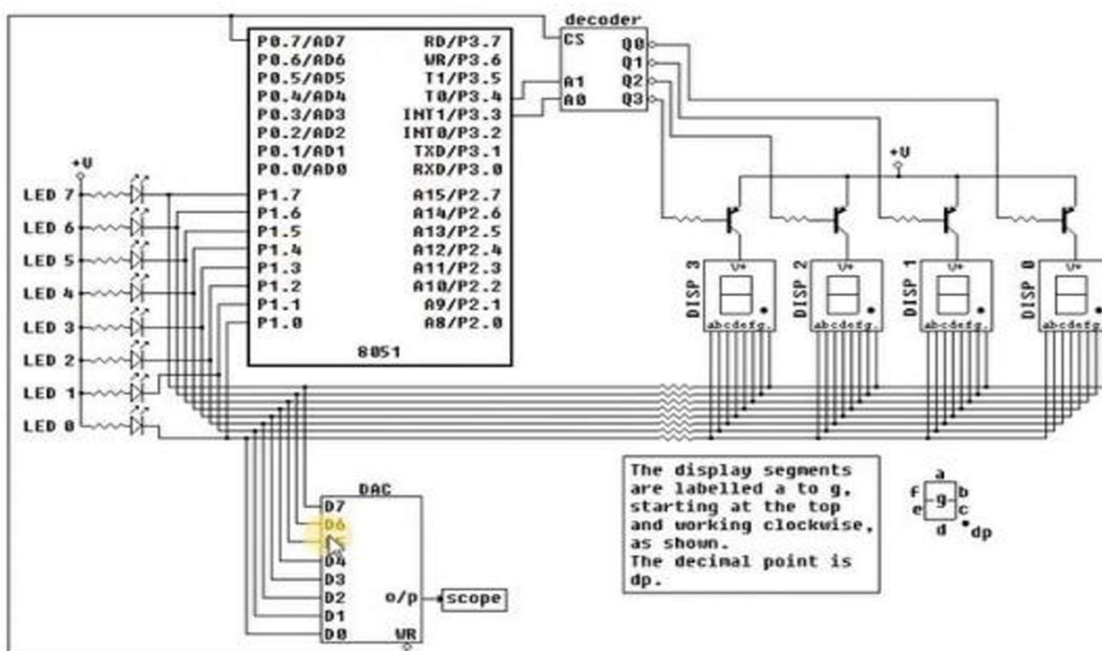 decoder
CS
A1
A0
Q0
Q1
Q2
Q3
P0.7/AD7 RD/P3.7
P0.6/AD6 WR/P3.6
P0.5/AD5 T1/P3.5
P0.4/AD4 T0/P3.4
P0.3/AD3 INT1/P3.3
P0.2/AD2 INT0/P3.2
P0.1/AD1 TXD/P3.1
P0.0/AD0 RXD/P3.0
P1.7 A15/P2.7
P1.6 A14/P2.6
P1.5 A13/P2.5
P1.4 A12/P2.4
P1.3 A11/P2.3
P1.2 A10/P2.2
P1.1 A9/P2.1
P1.0 A8/P2.0
8051
+U
LED 7
LED 6
LED 5
LED 4
LED 3
LED 2
LED 1
LED 0
+U
DISP 3
U+
abcdefg.
DISP 2
U+
abcdefg.
DISP 1
U+
abcdefg.
DISP 0
U+
abcdefg.
DAC
D7
D6
D4
D3
D2
D1
D0
o/p
WR
scope
The display segments
are labelled a to g,
starting at the top
and working clockwise,
as shown.
The decimal point is
dp.
a
f g b
e c
d dp